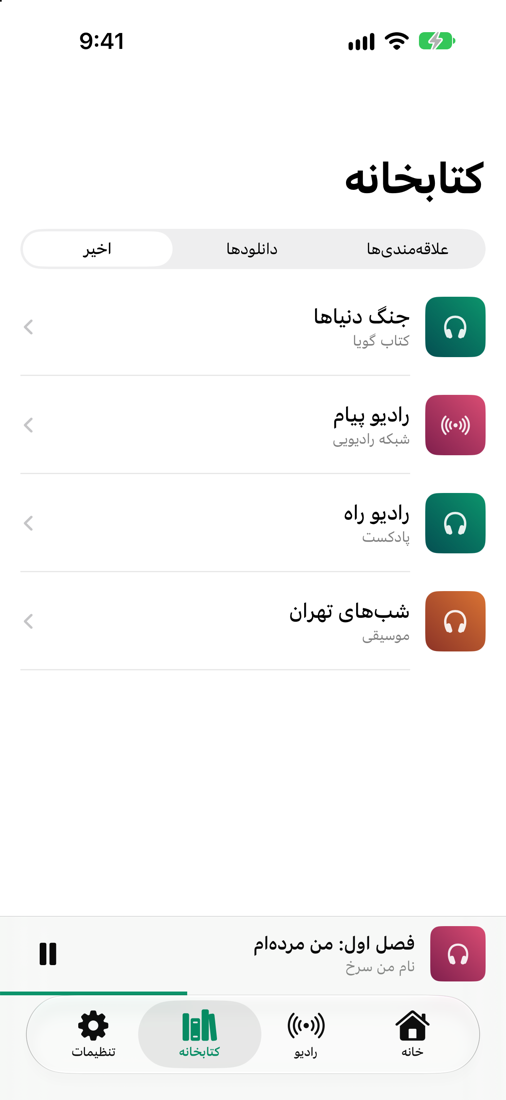 9:41
کتابخانه
علاقه‌مندی‌ها
دانلودها
اخیر
جنگ دنیاها
کتاب گویا
رادیو پیام
شبکه رادیویی
رادیو راه
پادکست
شب‌های تهران
موسیقی
فصل اول: من مرده‌ام
نام من سرخ
خانه
رادیو
کتابخانه
تنظیمات